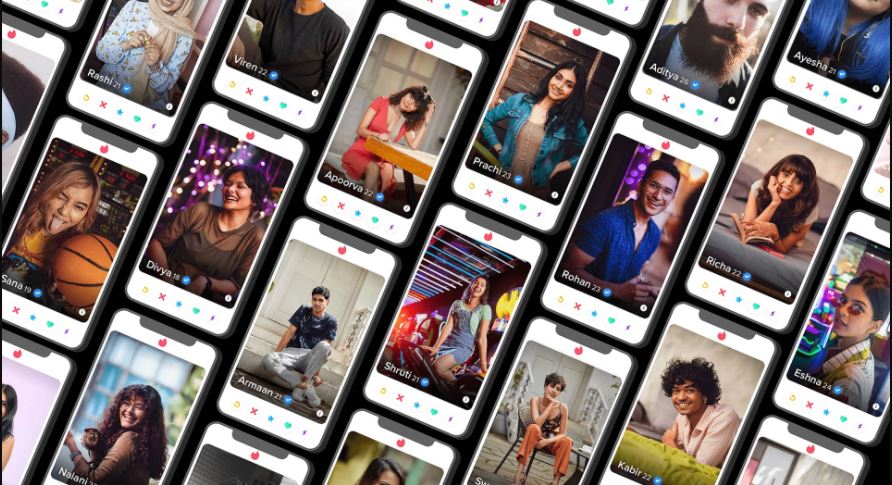 Rashi 21
Viren 22
Aditya 26
Ayesha 21
Apoorva 22
Prachi 23
Sana 19
Divya 18
Rohan 23
Richa 22
Armaan 21
Shruti 21
Eshna 24
Nalani
Kabir 22